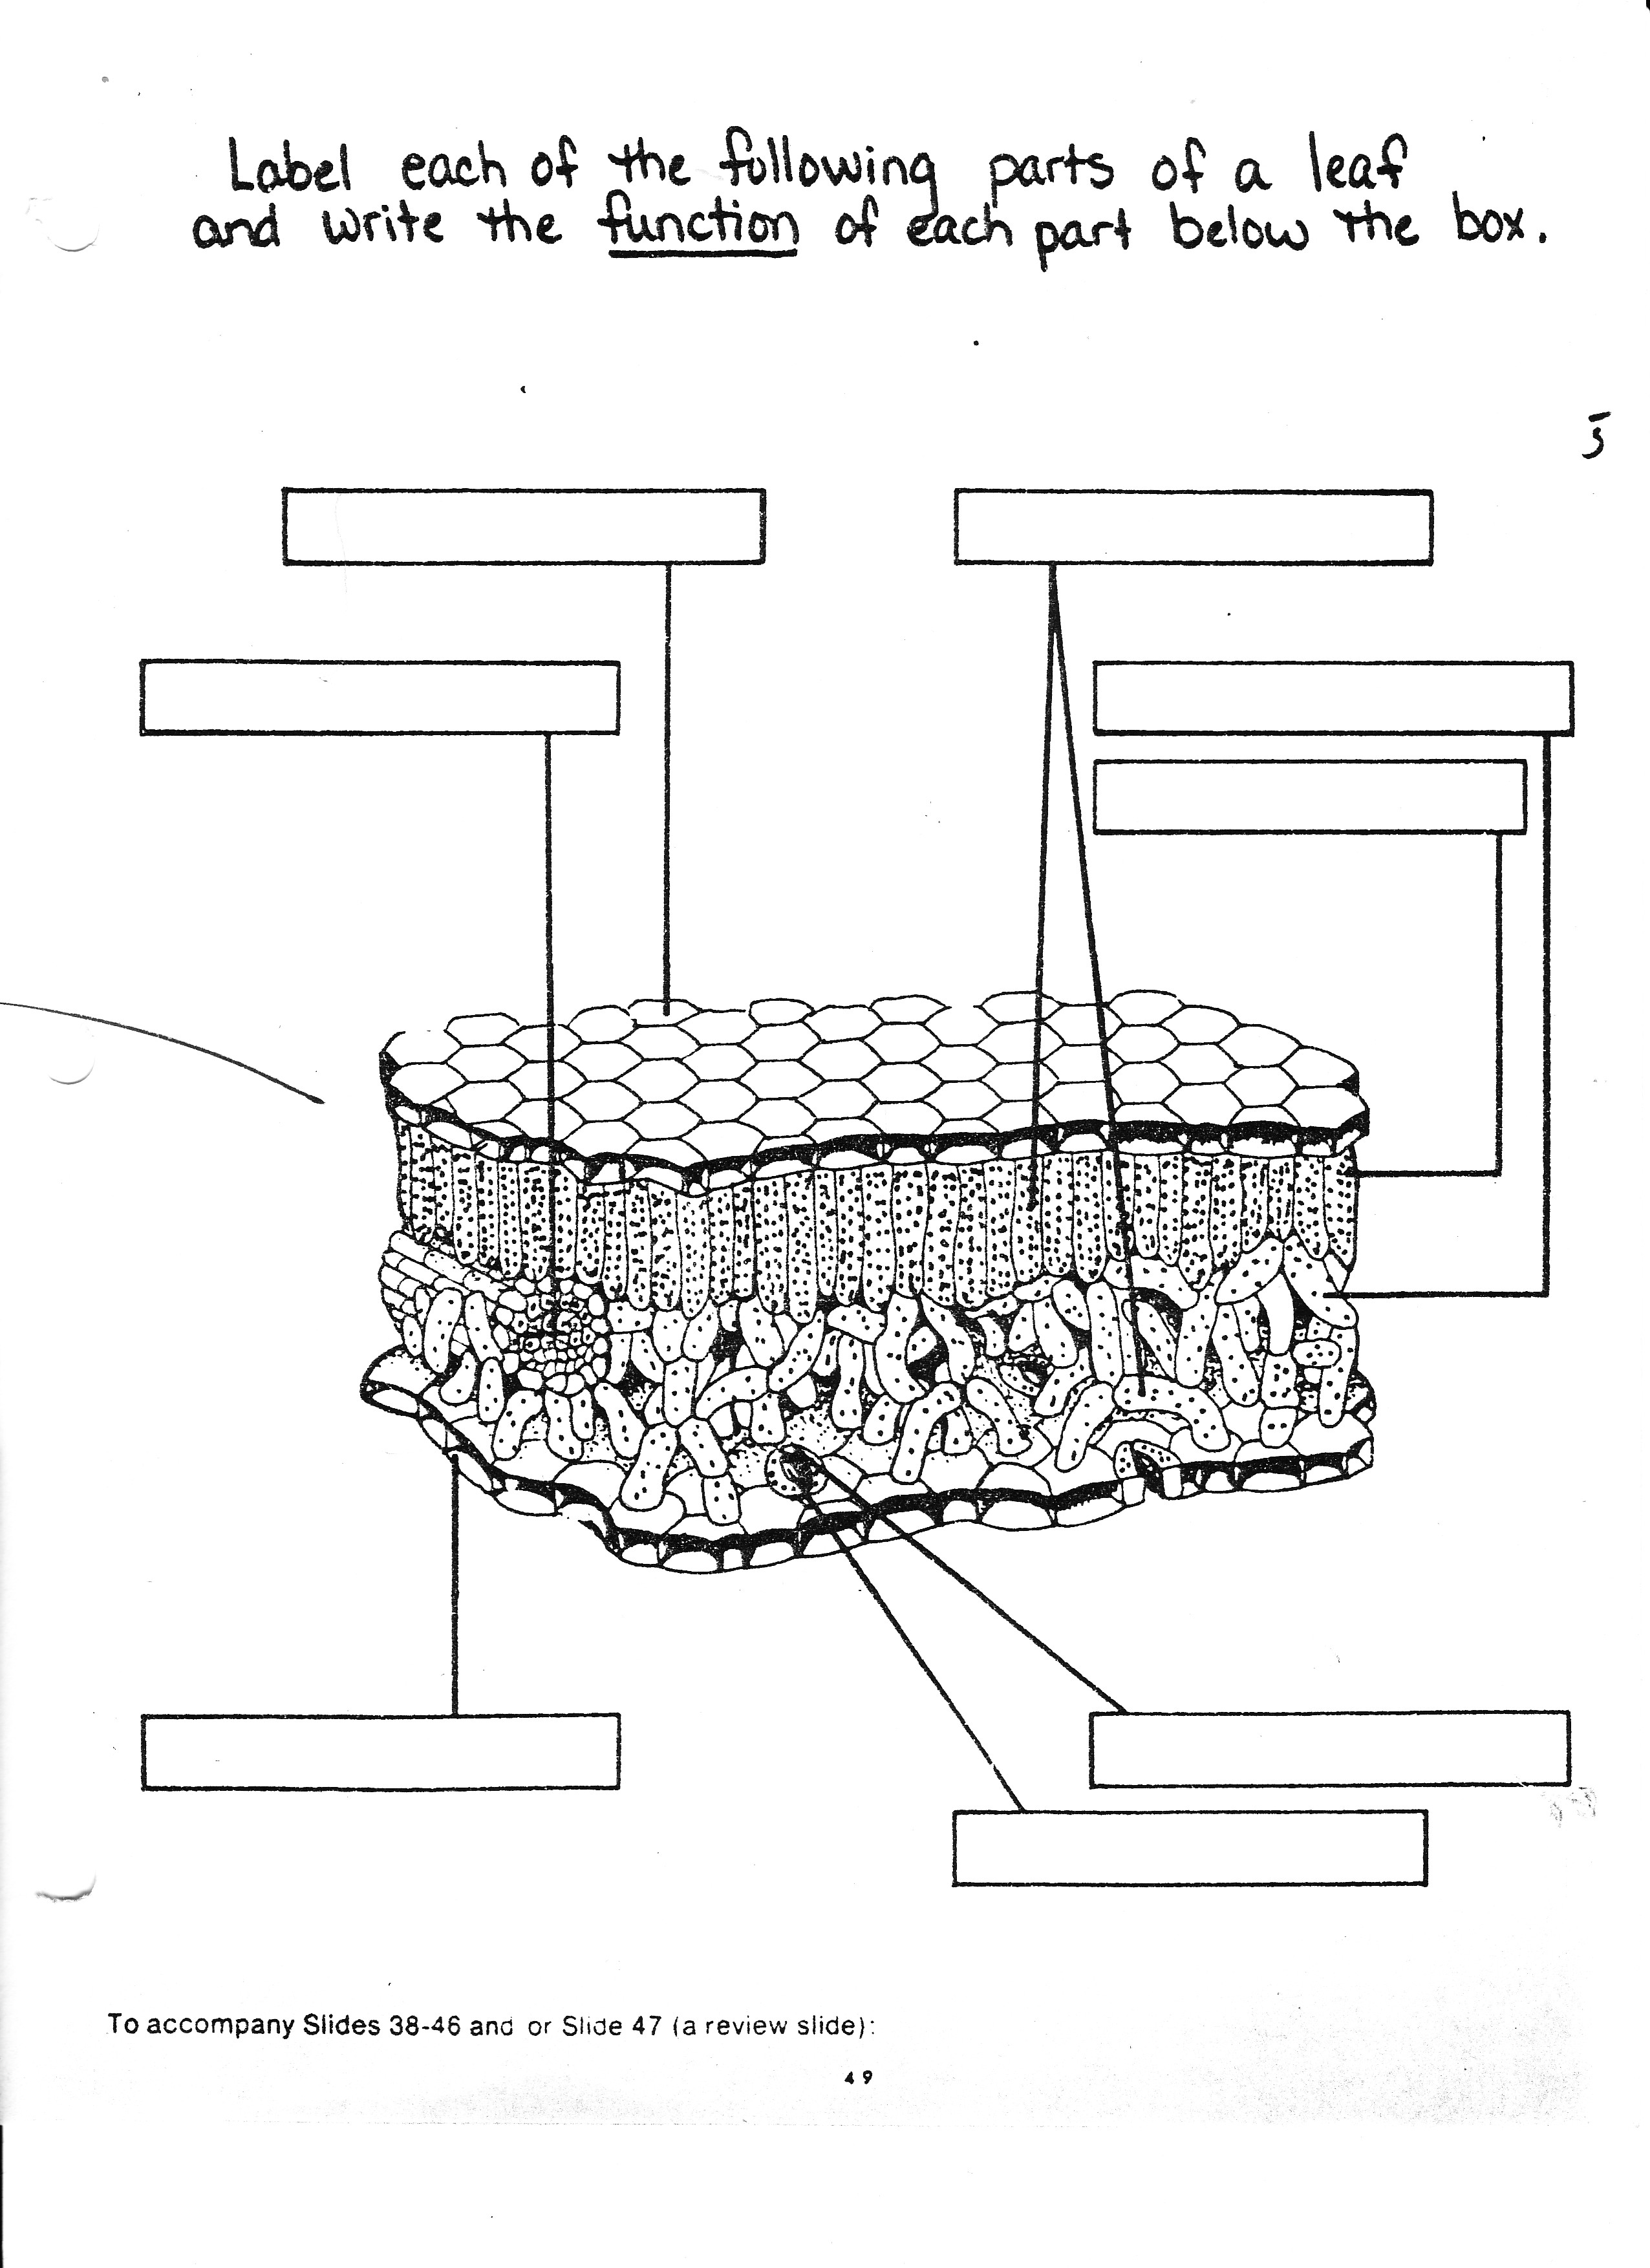 Label each of the following parts of a leaf
and write the function of each part below the box.
To accompany Slides 38-46 and or Slide 47 (a review slide):
49